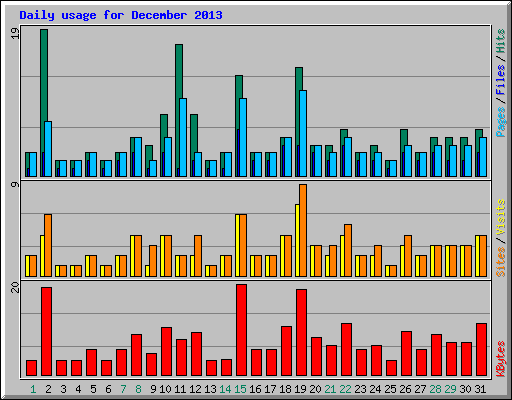 Daily usage for December 2013
19
Pages / Files / Hits
9
Sites / Visits
20
KBytes
1 2 3 4 5 6 7 8 9 10 11 12 13 14 15 16 17 18 19 20 21 22 23 24 25 26 27 28 29 30 31